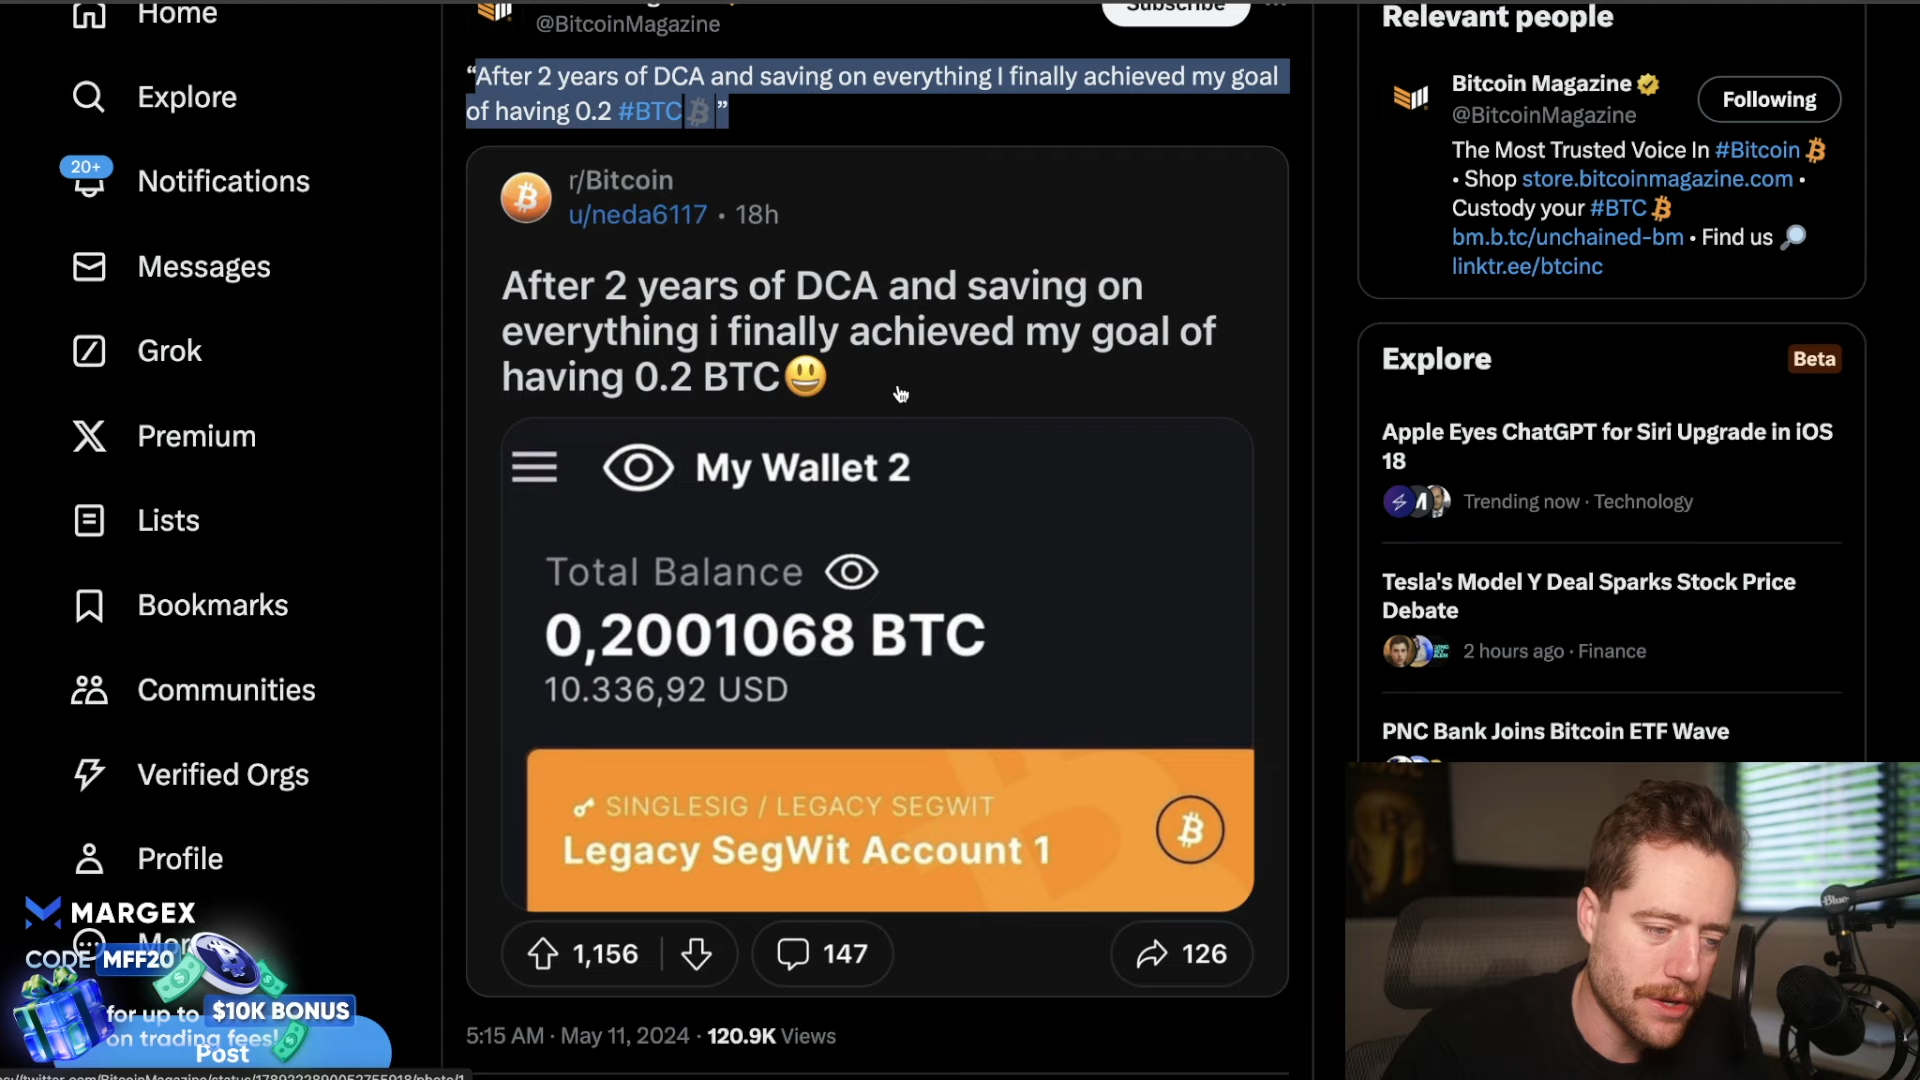 Home
Explore
20+
Notifications
Messages
Grok
Premium
Lists
Bookmarks
Communities
Verified Orgs
Profile
MARGEX
CODE MFF20
for up to $10K BONUS
on trading fees!
Post
@BitcoinMagazine
Subscribe
“After 2 years of DCA and saving on everything I finally achieved my goal
of having 0.2 #BTC ”
r/Bitcoin
u/neda6117 • 18h
After 2 years of DCA and saving on
everything i finally achieved my goal of
having 0.2 BTC😃
My Wallet 2
Total Balance
0,2001068 BTC
10.336,92 USD
SINGLESIG / LEGACY SEGWIT
Legacy SegWit Account 1
1,156
147
126
5:15 AM · May 11, 2024 · 120.9K Views
Relevant people
Bitcoin Magazine
@BitcoinMagazine
Following
The Most Trusted Voice In #Bitcoin
• Shop store.bitcoinmagazine.com •
Custody your #BTC
bm.b.tc/unchained-bm • Find us 🔎
linktr.ee/btcinc
Explore
Beta
Apple Eyes ChatGPT for Siri Upgrade in iOS
18
Trending now · Technology
Tesla's Model Y Deal Sparks Stock Price
Debate
2 hours ago · Finance
PNC Bank Joins Bitcoin ETF Wave
Blue